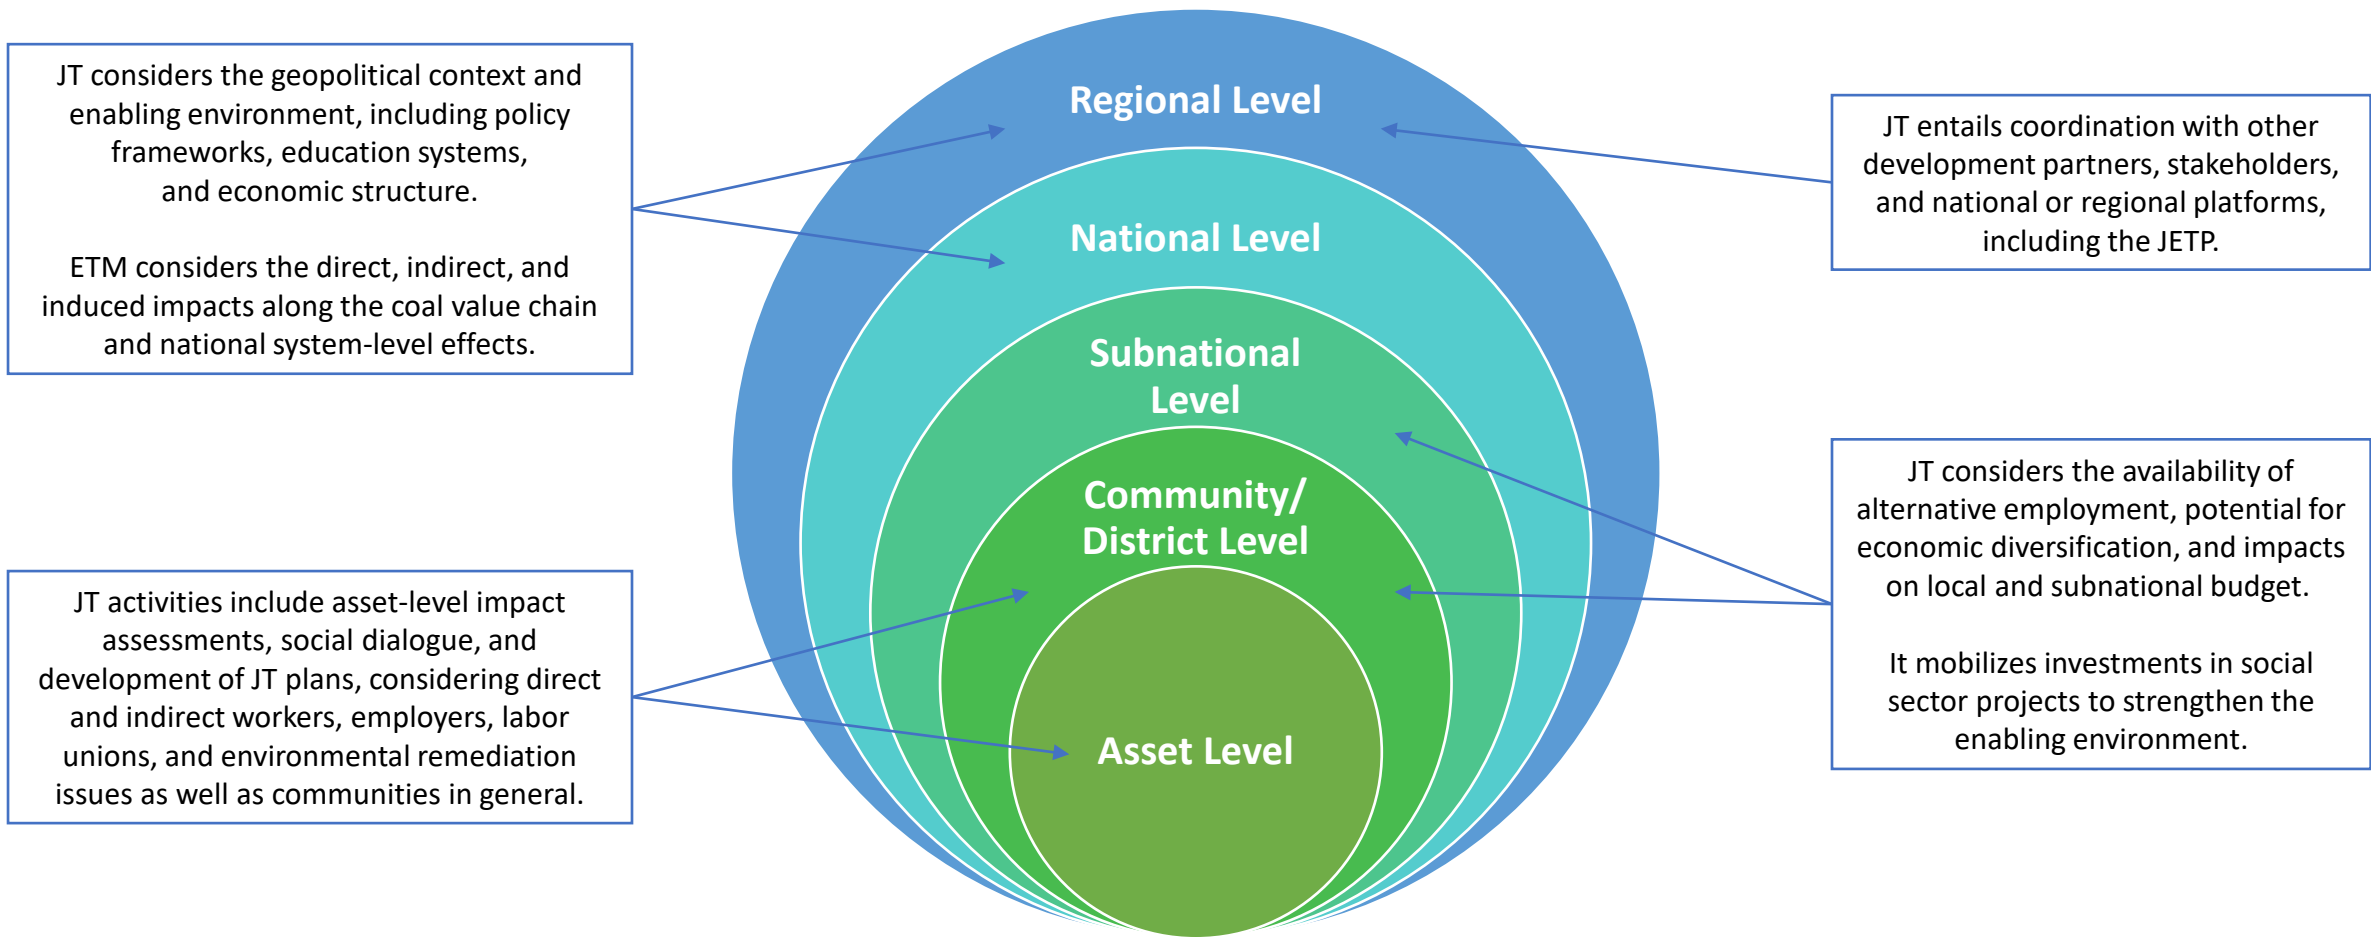 JT considers the geopolitical context and
enabling environment, including policy
frameworks, education systems,
and economic structure.
ETM considers the direct, indirect, and
induced impacts along the coal value chain
and national system-level effects.
JT activities include asset-level impact
assessments, social dialogue, and
development of JT plans, considering direct
and indirect workers, employers, labor
unions, and environmental remediation
issues as well as communities in general.
Regional Level
National Level
Subnational
Level
Community/
District Level
Asset Level
JT entails coordination with other
development partners, stakeholders,
and national or regional platforms,
including the JETP.
JT considers the availability of
alternative employment, potential for
economic diversification, and impacts
on local and subnational budget.
It mobilizes investments in social
sector projects to strengthen the
enabling environment.